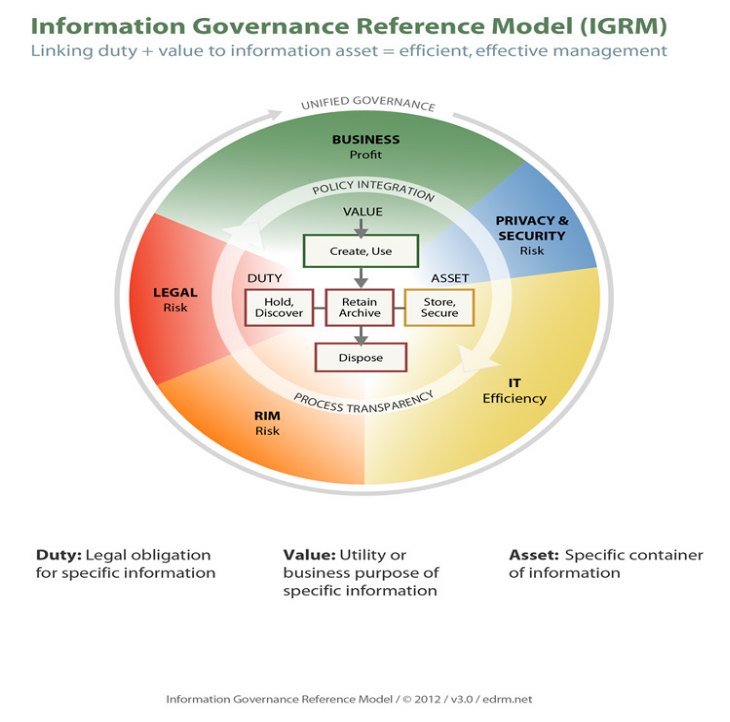 Information Governance Reference Model (IGRM)
Linking duty + value to information asset = efficient, effective management
UNIFIED GOVERNANCE
BUSINESS
Profit
POLICY INTEGRATION
VALUE
Create, Use
PRIVACY &
SECURITY
Risk
DUTY
ASSET
LEGAL
Risk
Hold,
Discover
Retain
Archive
Store,
Secure
Dispose
IT
Efficiency
PROCESS TRANSPARENCY
RIM
Risk
Duty: Legal obligation
for specific information
Value: Utility or
business purpose of
specific information
Asset: Specific container
of information
Information Governance Reference Model / © 2012 / v3.0 / edrm.net